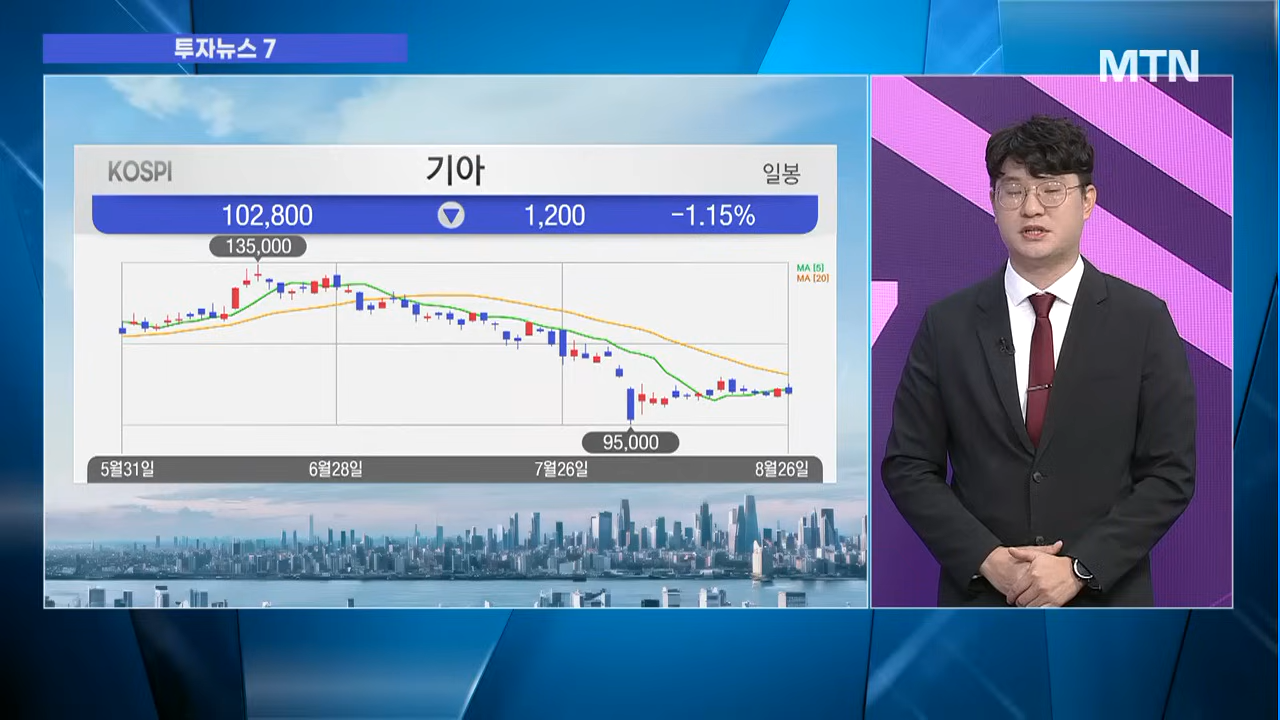 투자뉴스 7
MTN
KOSPI
기아
일봉
102,800 ▼ 1,200 -1.15%
135,000
MA [5]
MA [20]
95,000
5월31일 6월28일 7월26일 8월26일